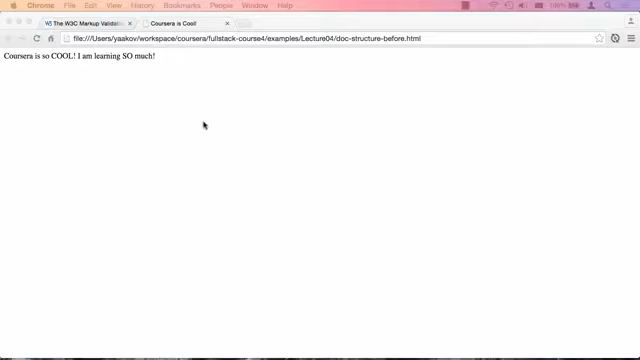 Chrome File Edit View History Bookmarks People Window Help
The W3C Markup Valida
Coursera is Cool!
file:///Users/yaakov/workspace/coursera/fullstack-course4/examples/Lecture04/doc-structure-before.html
Coursera is so COOL! I am learning SO much!